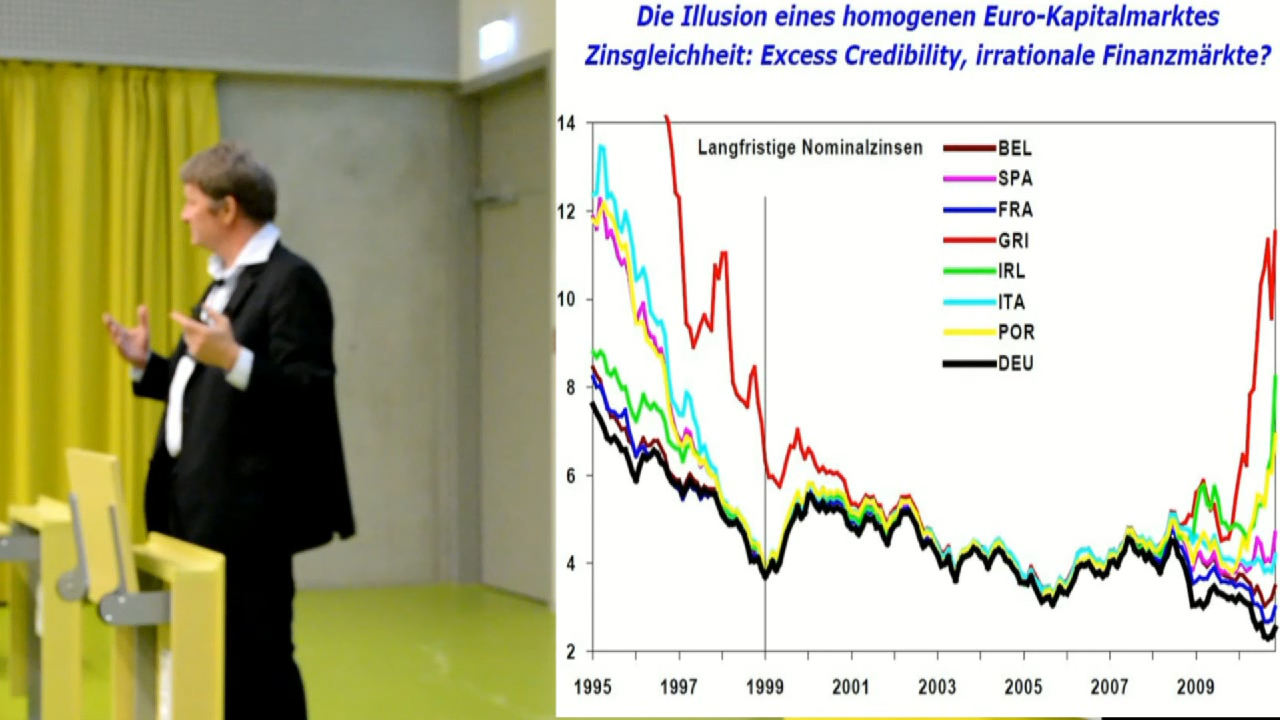 Die Illusion eines homogenen Euro-Kapitalmarktes
Zinsgleichheit: Excess Credibility, irrationale Finanzmärkte?
14
Langfristige Nominalzinsen
BEL
SPA
FRA
GRI
IRL
ITA
POR
DEU
12
10
8
6
4
2
1995 1997 1999 2001 2003 2005 2007 2009